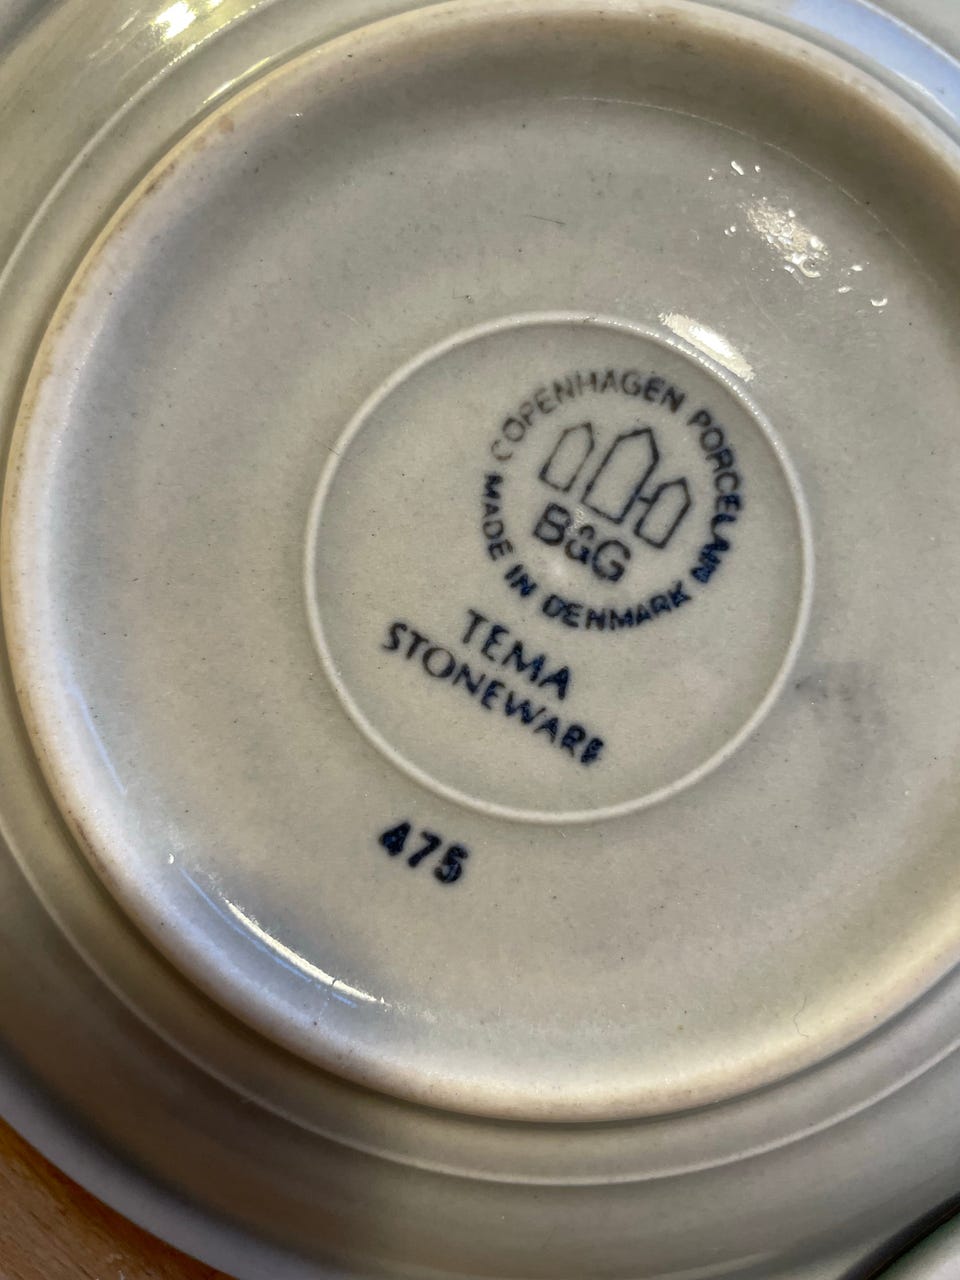 COPENHAGEN PORCELAIN
MADE IN DENMARK
B&G
TEMA
STONEWARE
475